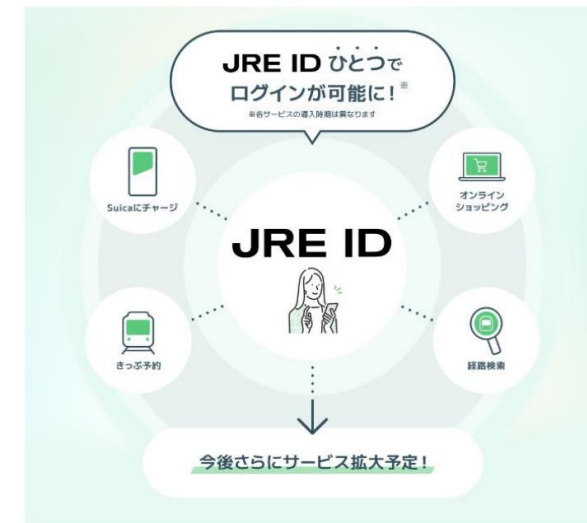 JRE ID ひとつで
ログインが可能に!※
※各サービスの導入時期は異なります
Suicaにチャージ
オンライン
ショッピング
JRE ID
きっぷ予約
経路検索
今後さらにサービス拡大予定!